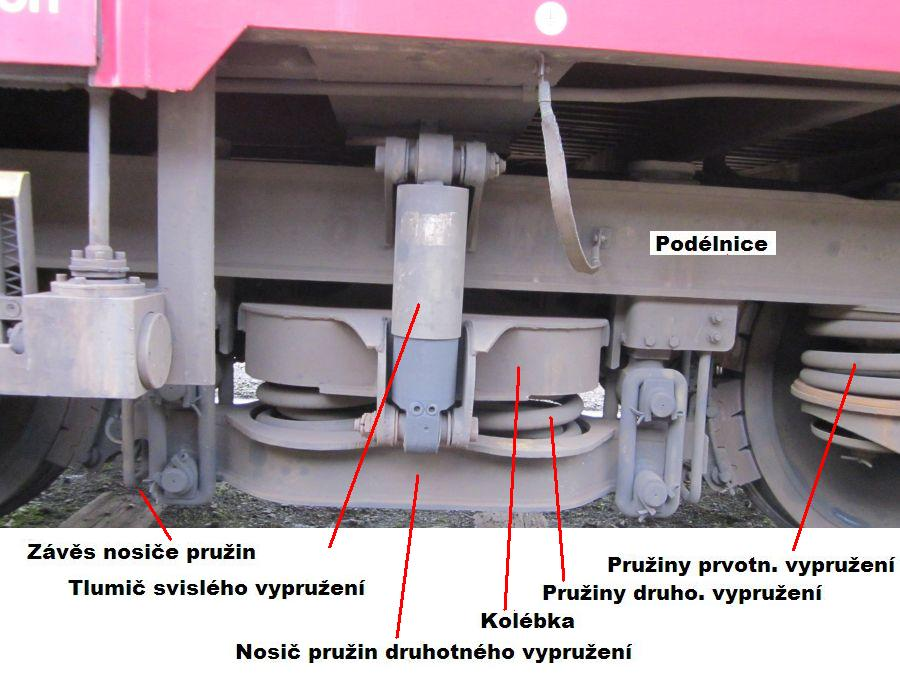 Podélnice
Závěs nosiče pružin
Pružiny prvotn. vypružení
Tlumič svislého vypružení
Pružiny druho. vypružení
Kolébka
Nosič pružin druhotného vypružení